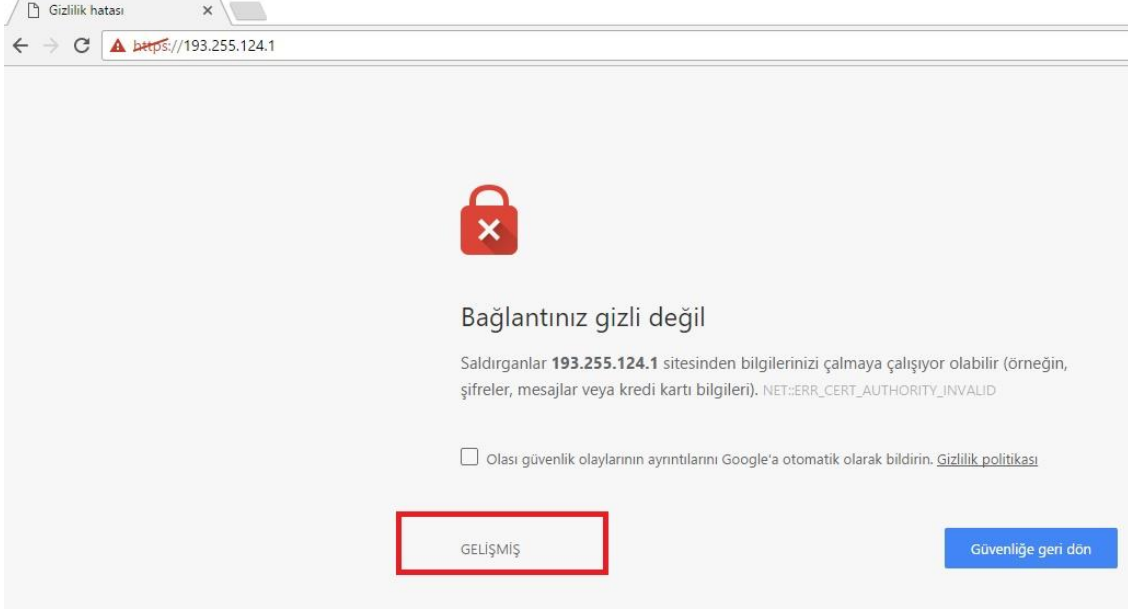 Gizlilik hatası
https://193.255.124.1
Bağlantınız gizli değil
Saldırganlar 193.255.124.1 sitesinden bilgilerinizi çalmaya çalışıyor olabilir (örneğin,
şifreler, mesajlar veya kredi kartı bilgileri). NET::ERR_CERT_AUTHORITY_INVALID
Olası güvenlik olaylarının ayrıntılarını Google'a otomatik olarak bildirin. Gizlilik politikası
GELİŞMİŞ
Güvenliğe geri dön